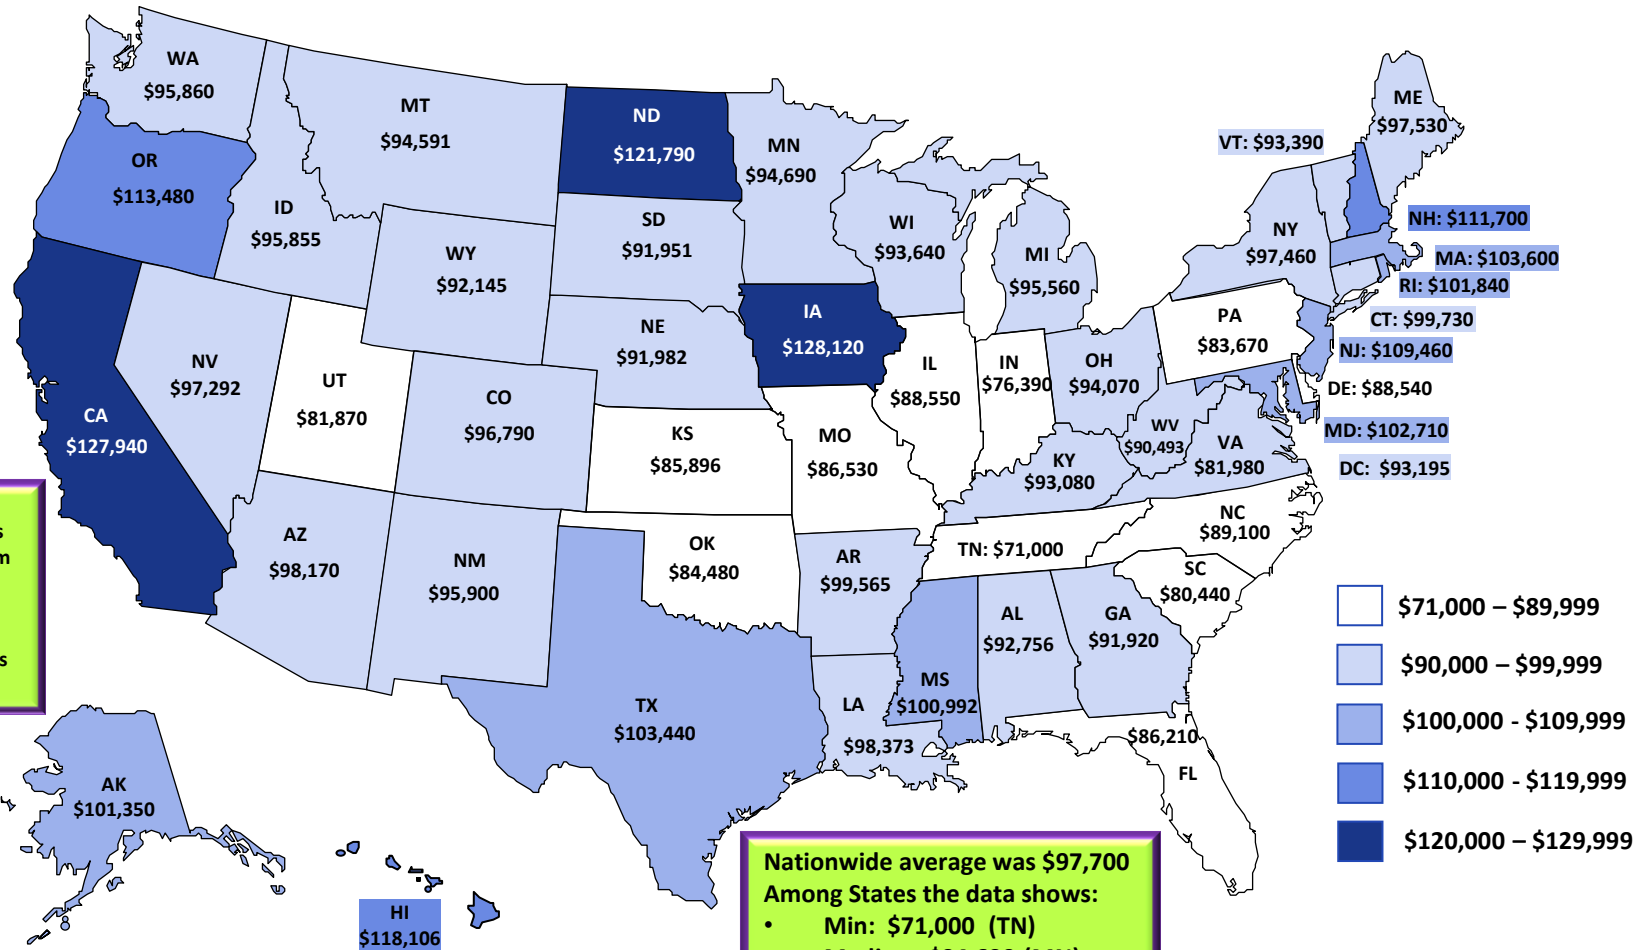 WA
$95,860
OR
$113,480
CA
$127,940
ID
$95,855
NV
$97,292
MT
$94,591
WY
$92,145
UT
$81,870
AZ
$98,170
CO
$96,790
NM
$95,900
ND
$121,790
SD
$91,951
NE
$91,982
KS
$85,896
OK
$84,480
TX
$103,440
MN
$94,690
IA
$128,120
MO
$86,530
AR
$99,565
LA
$98,373
WI
$93,640
IL
$88,550
MI
$95,560
IN
$76,390
OH
$94,070
KY
$93,080
TN: $71,000
MS
$100,992
AL
$92,756
GA
$91,920
$86,210
FL
SC
$80,440
NC
$89,100
VA
$81,980
WV
$90,493
PA
$83,670
NY
$97,460
ME
$97,530
VT: $93,390
NH: $111,700
MA: $103,600
RI: $101,840
CT: $99,730
NJ: $109,460
DE: $88,540
MD: $102,710
DC: $93,195
AK
$101,350
HI
$118,106
$71,000 – $89,999
$90,000 – $99,999
$100,000 - $109,999
$110,000 - $119,999
$120,000 – $129,999
Nationwide average was $97,700
Among States the data shows:
• Min: $71,000 (TN)